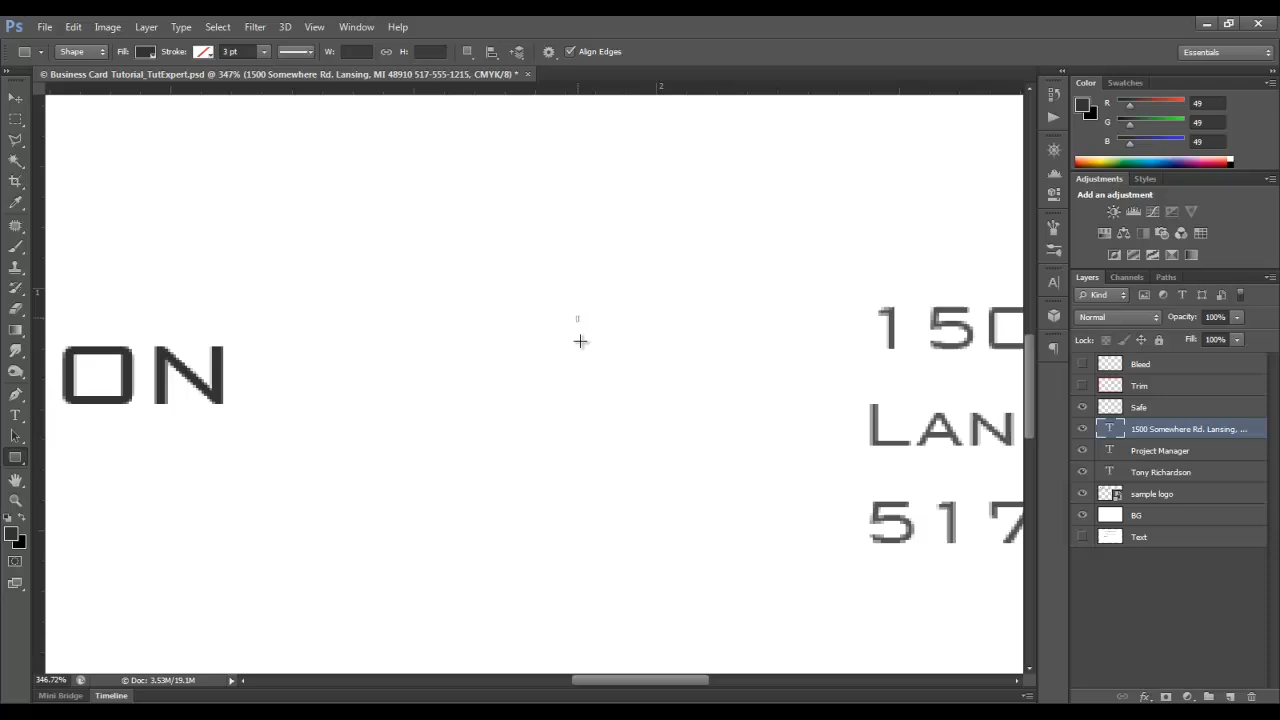 Ps File Edit Image Layer Type Select Filter 3D View Window Help
Shape Fill: Stroke: 3 pt W: H: Align Edges Essentials
© Business Card Tutorial_TutExpert.psd @ 347% (1500 Somewhere Rd. Lansing, MI 48910 517-555-1215, CMYK/8) *
2
1
ON
150
LAN
517
Color Swatches
R 49
G 49
B 49
Adjustments Styles
Add an adjustment
Layers Channels Paths
Kind
Normal Opacity: 100%
Lock: Fill: 100%
Bleed
Trim
Safe
1500 Somewhere Rd. Lansing, ...
Project Manager
Tony Richardson
sample logo
BG
Text
346.72% Doc: 3.53M/19.1M
Mini Bridge Timeline